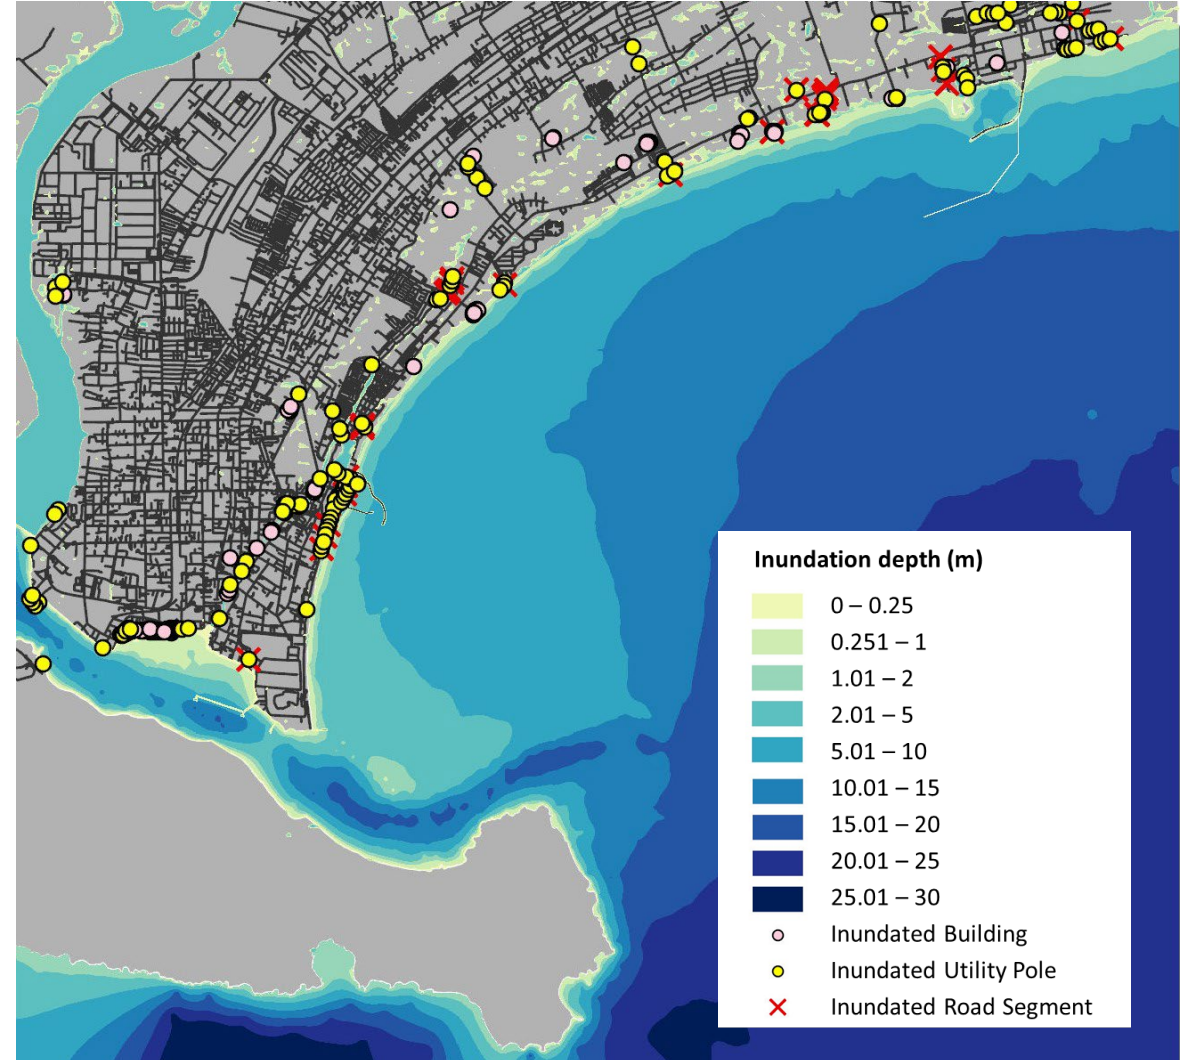 Inundation depth (m)
0 – 0.25
0.251 – 1
1.01 – 2
2.01 – 5
5.01 – 10
10.01 – 15
15.01 – 20
20.01 – 25
25.01 – 30
Inundated Building
Inundated Utility Pole
Inundated Road Segment